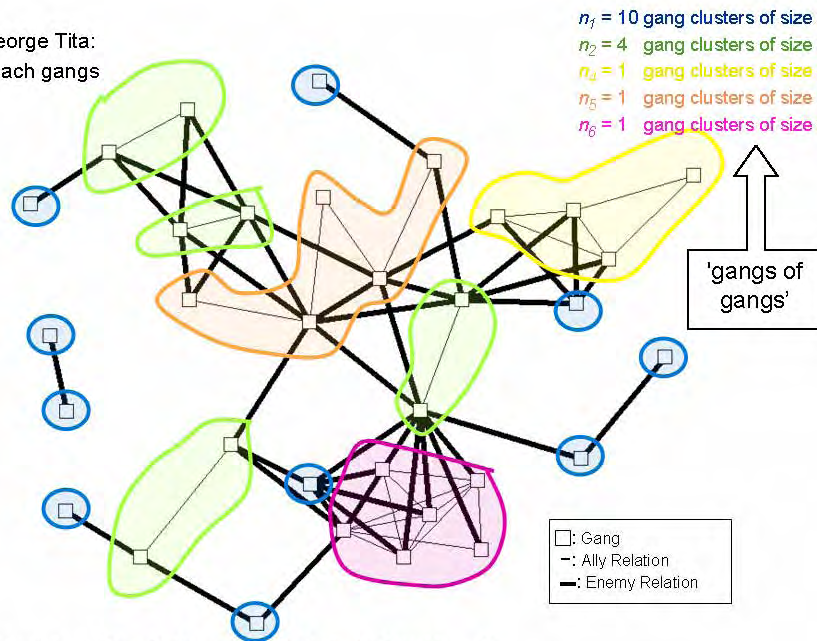 eorge Tita:
ach gangs
n1 = 10 gang clusters of size
n2 = 4 gang clusters of size
n4 = 1 gang clusters of size
n5 = 1 gang clusters of size
n6 = 1 gang clusters of size
'gangs of
gangs’
: Gang
–: Ally Relation
–: Enemy Relation